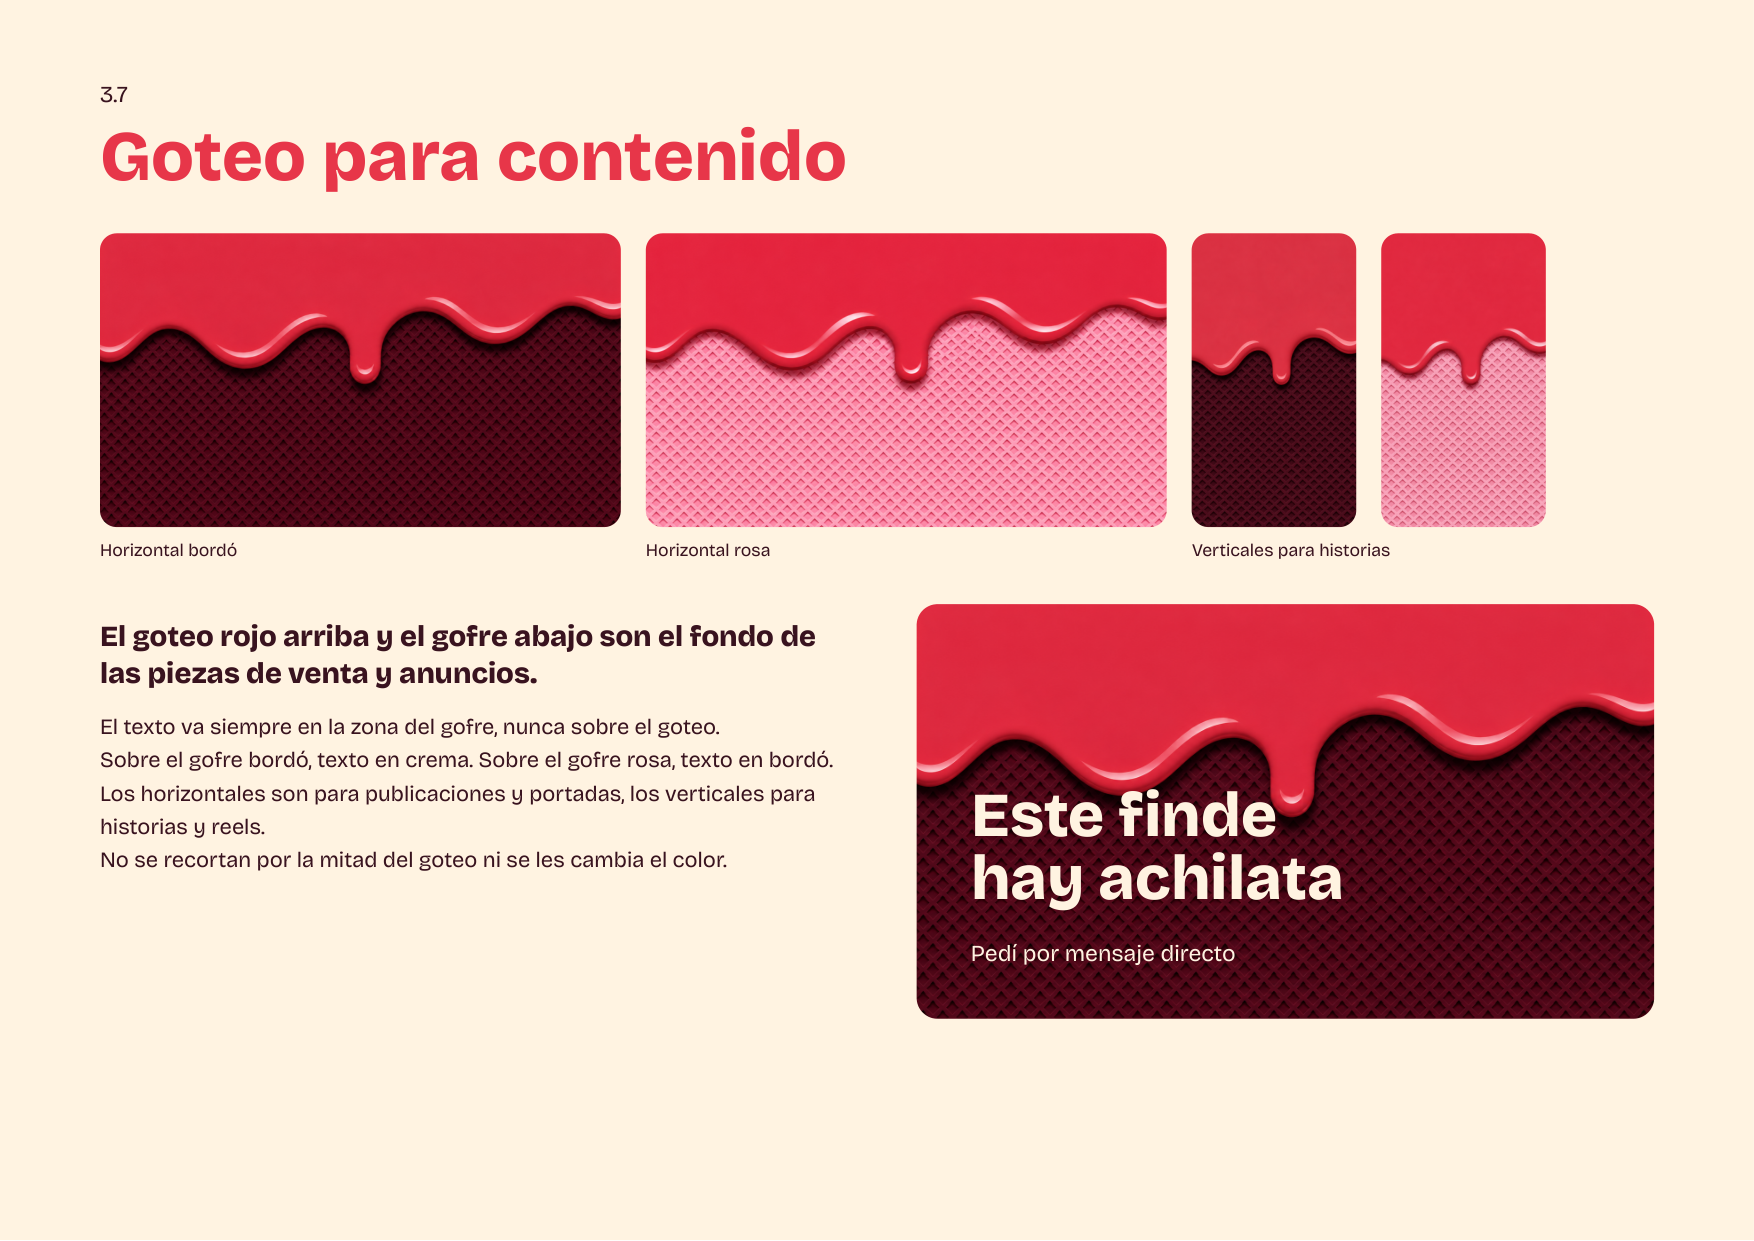 3.7
Goteo para contenido
Horizontal bordó
Horizontal rosa
Verticales para historias
El goteo rojo arriba y el gofre abajo son el fondo de
las piezas de venta y anuncios.
El texto va siempre en la zona del gofre, nunca sobre el goteo.
Sobre el gofre bordó, texto en crema. Sobre el gofre rosa, texto en bordó.
Los horizontales son para publicaciones y portadas, los verticales para
historias y reels.
No se recortan por la mitad del goteo ni se les cambia el color.
Este finde
hay achilata
Pedí por mensaje directo